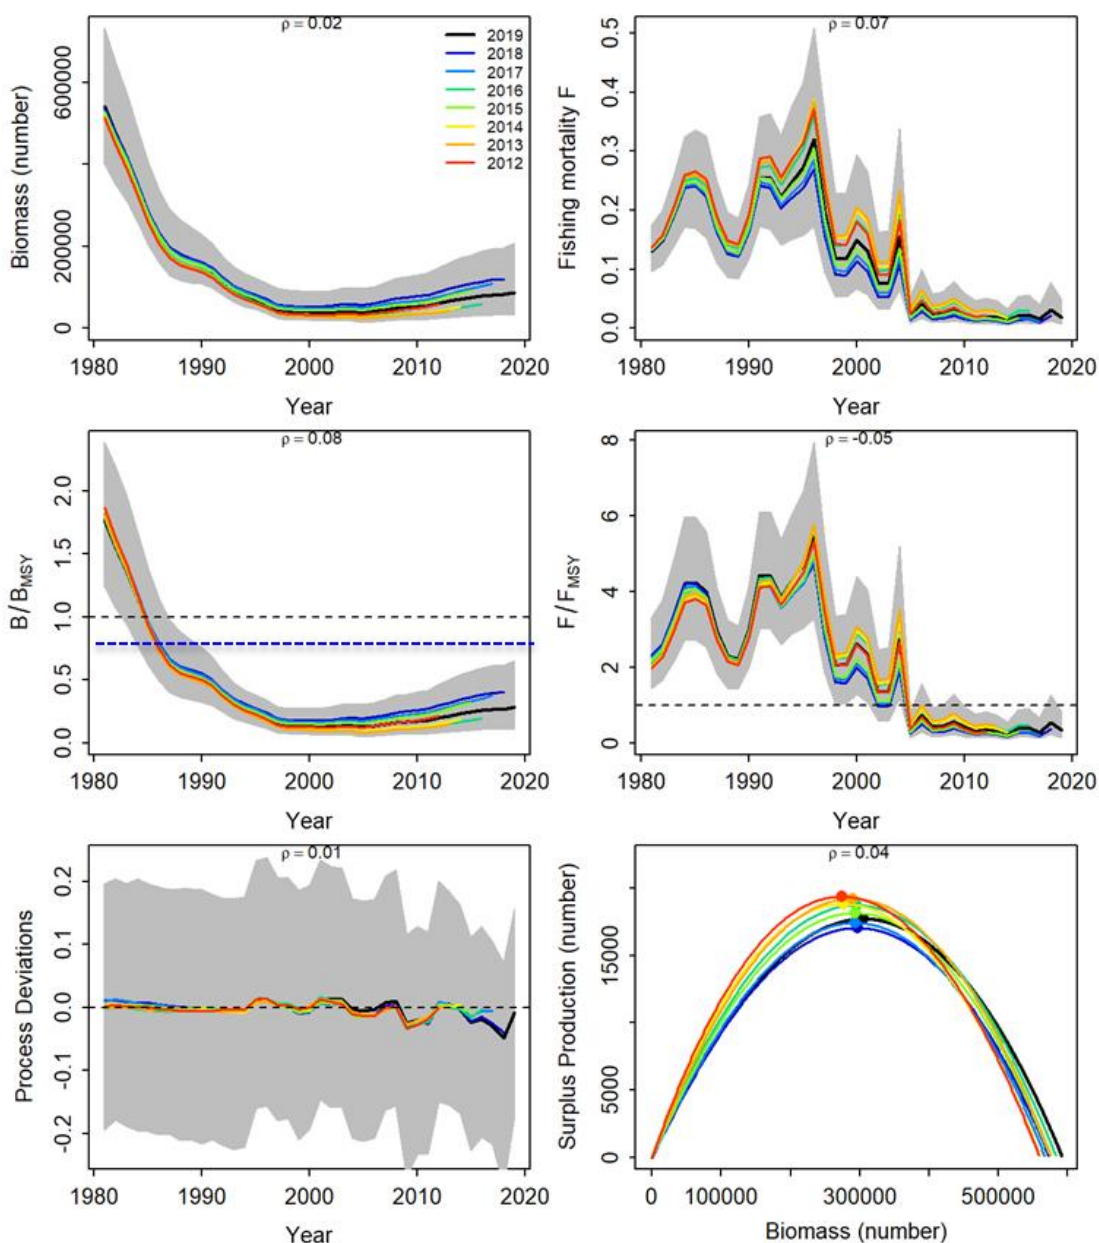 ρ = 0.02
Biomass (number)
600000
200000
0
2019
2018
2017
2016
2015
2014
2013
2012
1980 1990 2000 2010 2020
Year
ρ = 0.07
Fishing mortality F
0.5
0.4
0.3
0.2
0.1
0.0
1980 1990 2000 2010 2020
Year
ρ = 0.08
B/BMSY
2.0
1.5
1.0
0.5
0.0
1980 1990 2000 2010 2020
Year
ρ = -0.05
F/FMSY
8
6
4
2
0
1980 1990 2000 2010 2020
Year
ρ = 0.01
Process Deviations
0.2
0.1
0.0
-0.1
-0.2
1980 1990 2000 2010 2020
Year
ρ = 0.04
Surplus Production (number)
15000
5000
0
0 100000 300000 500000
Biomass (number)